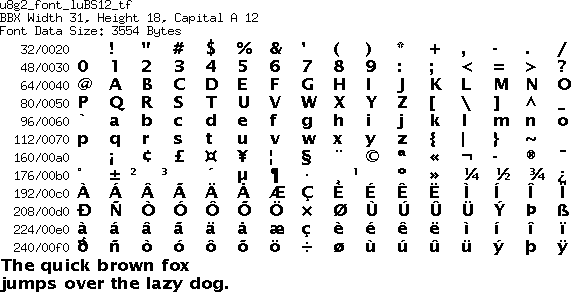 u8g2_font_luBS12_tf
BBX Width 31, Height 18, Capital A 12
Font Data Size: 3554 Bytes
32/0020 ! " # $ % & ' ( ) * + , - . /
48/0030 0 1 2 3 4 5 6 7 8 9 : ; < = > ?
64/0040 @ A B C D E F G H I J K L M N O
80/0050 P Q R S T U V W X Y Z [ \ ] ^ _
96/0060 ` a b c d e f g h i j k l m n o
112/0070 p q r s t u v w x y z { | } ~
160/00a0 ¡ ¢ £ ¤ ¥ ¦ § ¨ © ª « ¬ - ® ¯
176/00b0 ° ± ² ³ ´ µ ¶ · ¸ ¹ º » ¼ ½ ¾ ¿
192/00c0 À Á Â Ã Ä Å Æ Ç È É Ê Ë Ì Í Î Ï
208/00d0 Ð Ñ Ò Ó Ô Õ Ö × Ø Ù Ú Û Ü Ý Þ ß
224/00e0 à á â ã ä å æ ç è é ê ë ì í î ï
240/00f0 ð ñ ò ó ô õ ö ÷ ø ù ú û ü ý þ ÿ
The quick brown fox
jumps over the lazy dog.